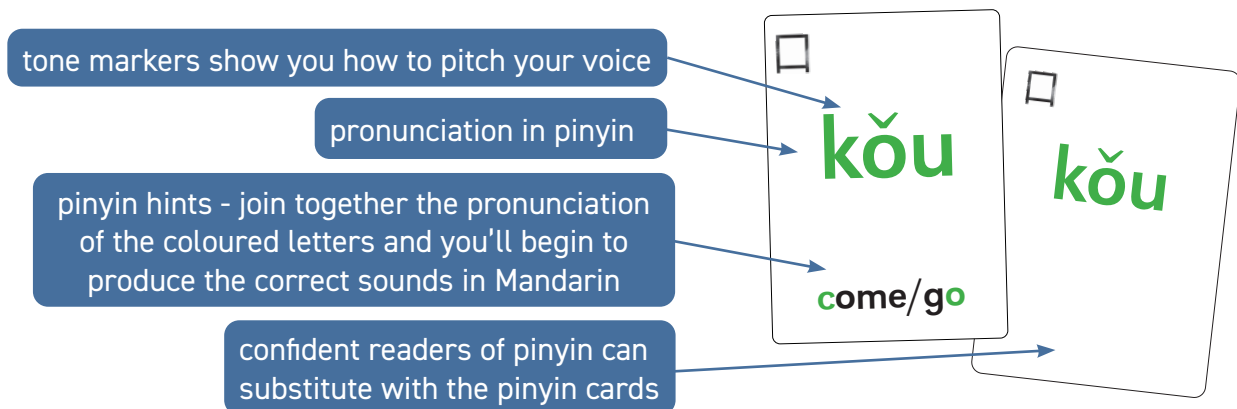 tone markers show you how to pitch your voice
pronunciation in pinyin
pinyin hints - join together the pronunciation
of the coloured letters and you'll begin to
produce the correct sounds in Mandarin
confident readers of pinyin can
substitute with the pinyin cards
口
kǒu
come/go
口
kǒu